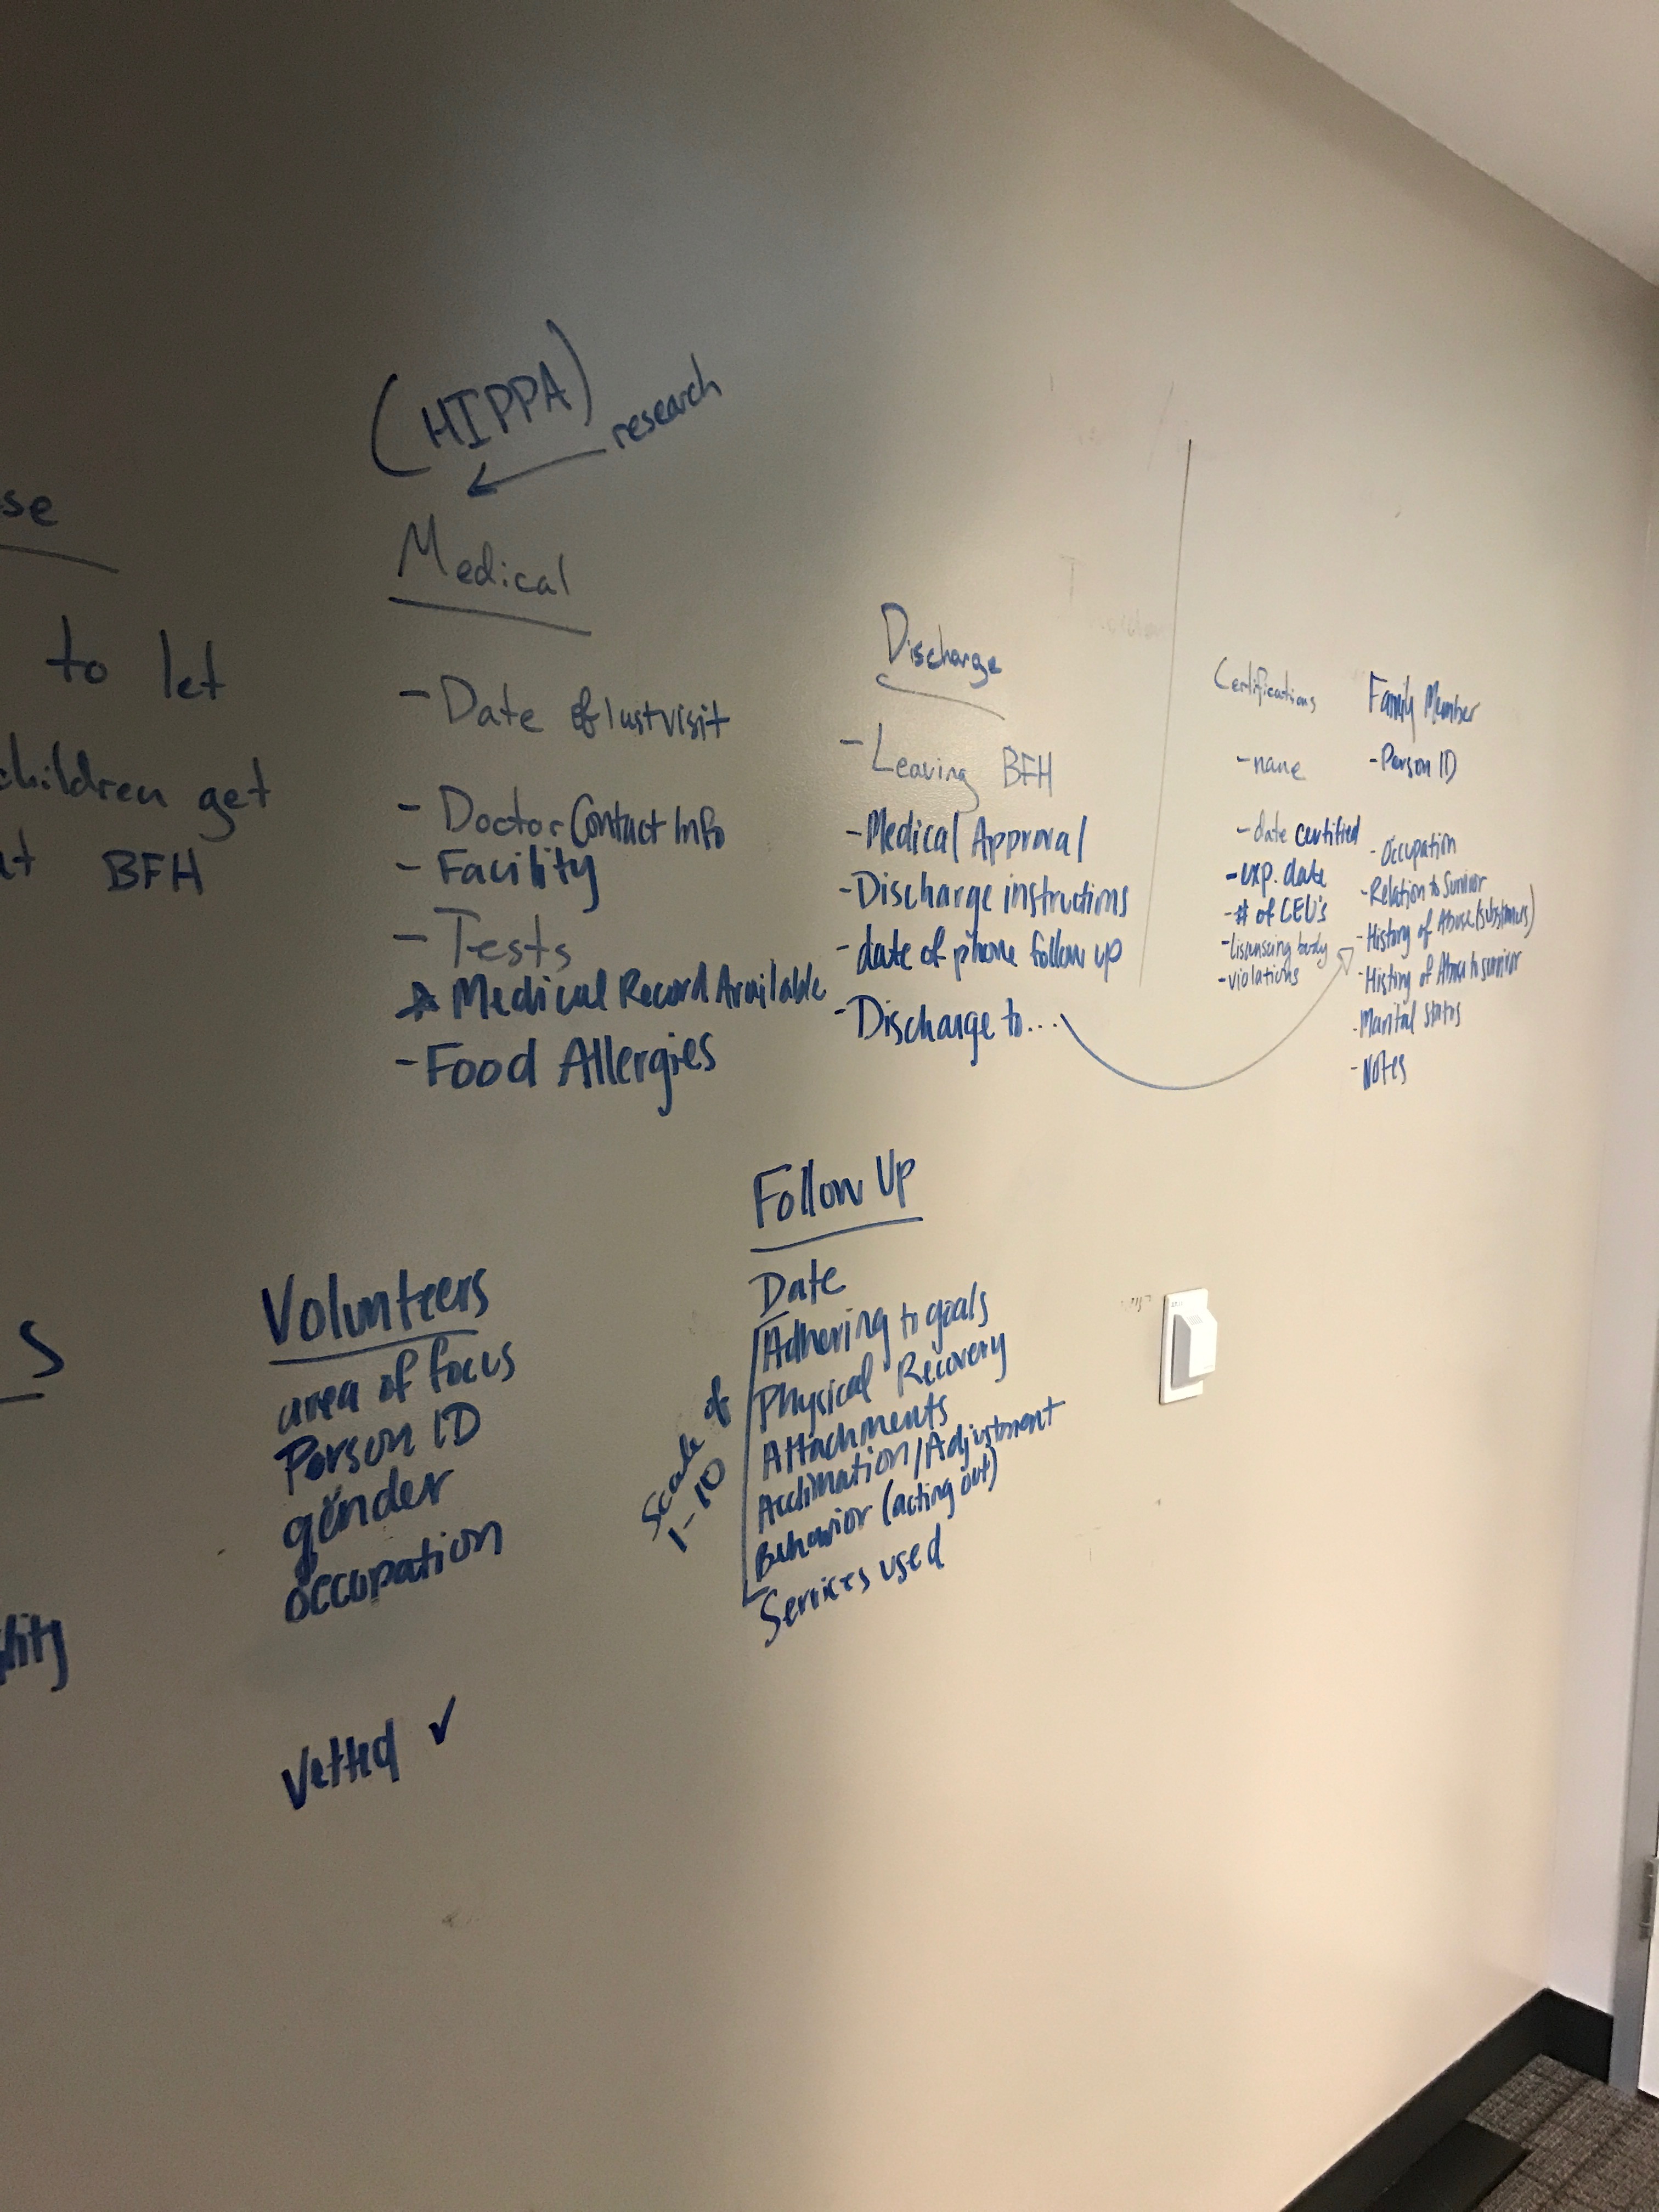 (HIPPA)
research
Medical
- Date of last visit
- Doctor Contact Info
- Facility
- Tests
☆ Medical Record Available
- Food Allergies
Discharge
- Leaving BFH
- Medical Approval
- Discharge instructions
- date of phone follow up
- Discharge to...
Certifications
- name
- date certified
- exp. date
- # of CEU's
- body
- violations
Family Member
- Person ID
- Occupation
- Relation to Survivor
- History of Abuse (substances)
- History of Abuse to survivor
- Marital Status
- Notes
se
to let
children get
at BFH
S
ility
Volunteers
area of focus
Person ID
gender
occupation
Vetted ✓
Follow Up
Date
Scale of
1-10
Adhering to goals
Physical Recovery
Attachments
Acclimation/Adjustment
Behavior (acting out)
Services used